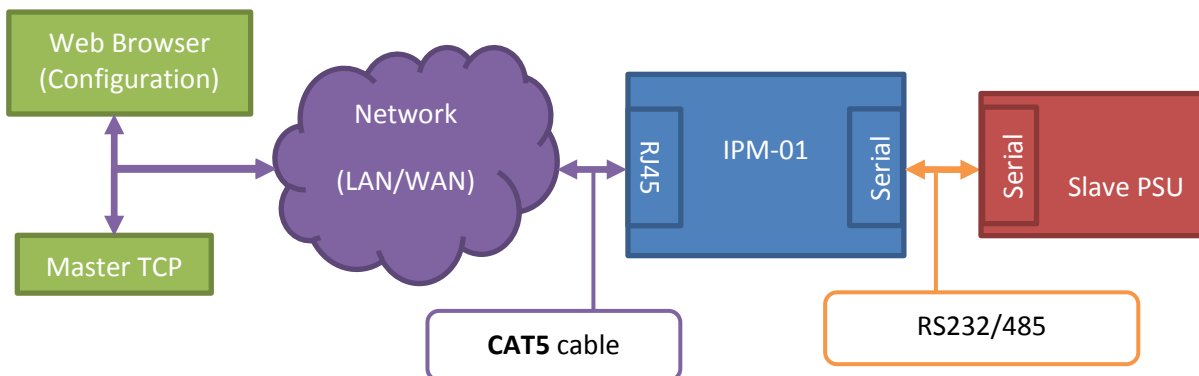 Web Browser
(Configuration)
Master TCP
Network
(LAN/WAN)
CAT5 cable
RJ45
IPM-01
Serial
RS232/485
Serial
Slave PSU